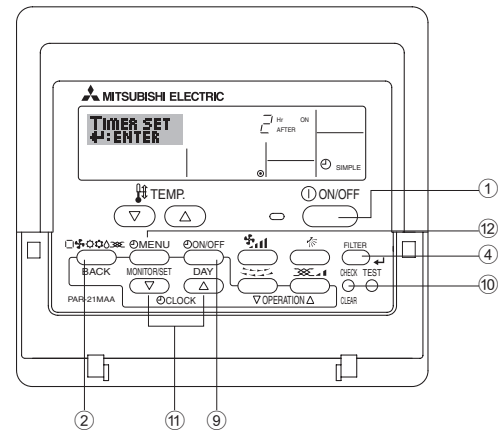 MITSUBISHI ELECTRIC
TIMER SET
↵:ENTER
2 Hr ON
AFTER
SIMPLE
TEMP.
ON/OFF
①
⑫
MENU
ON/OFF
FILTER
④
BACK
MONITOR/SET
DAY
CHECK TEST
⑩
PAR-21MAA
CLOCK
▽ OPERATION △
CLEAR
② ⑪ ⑨